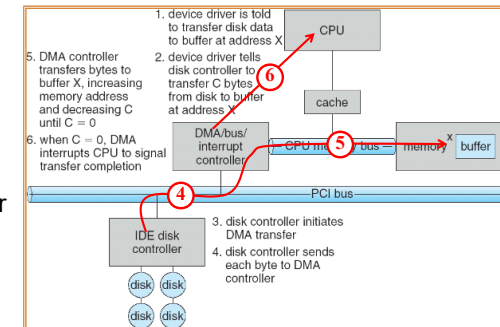 1. device driver is told
to transfer disk data
to buffer at address X
2. device driver tells
disk controller to
transfer C bytes
from disk to buffer
at address X
5. DMA controller
transfers bytes to
buffer X, increasing
memory address
and decreasing C
until C = 0
6. when C = 0, DMA
interrupts CPU to signal
transfer completion
CPU
6
cache
DMA/bus/
interrupt
controller
CPU memory bus
5
memory
x
buffer
r
4
PCI bus
IDE disk
controller
3. disk controller initiates
DMA transfer
4. disk controller sends
each byte to DMA
controller
disk
disk
disk
disk